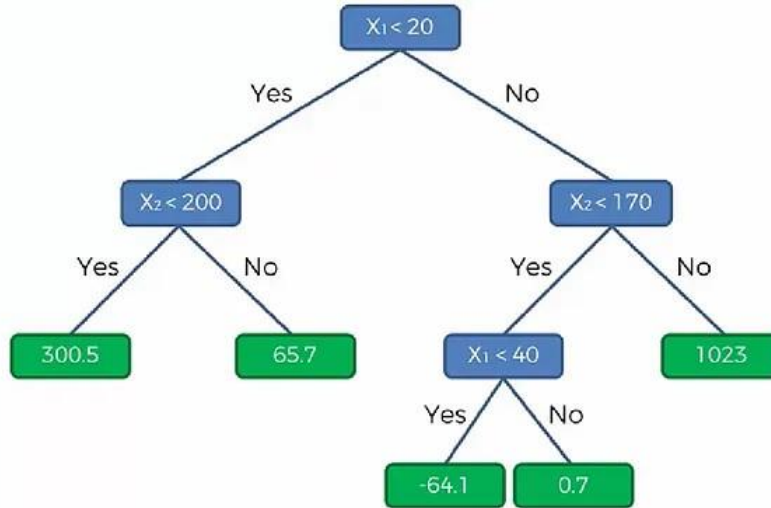 X₁ < 20
Yes
No
X₂ < 200
X₂ < 170
Yes
No
Yes
No
300.5
65.7
X₁ < 40
1023
Yes
No
-64.1
0.7